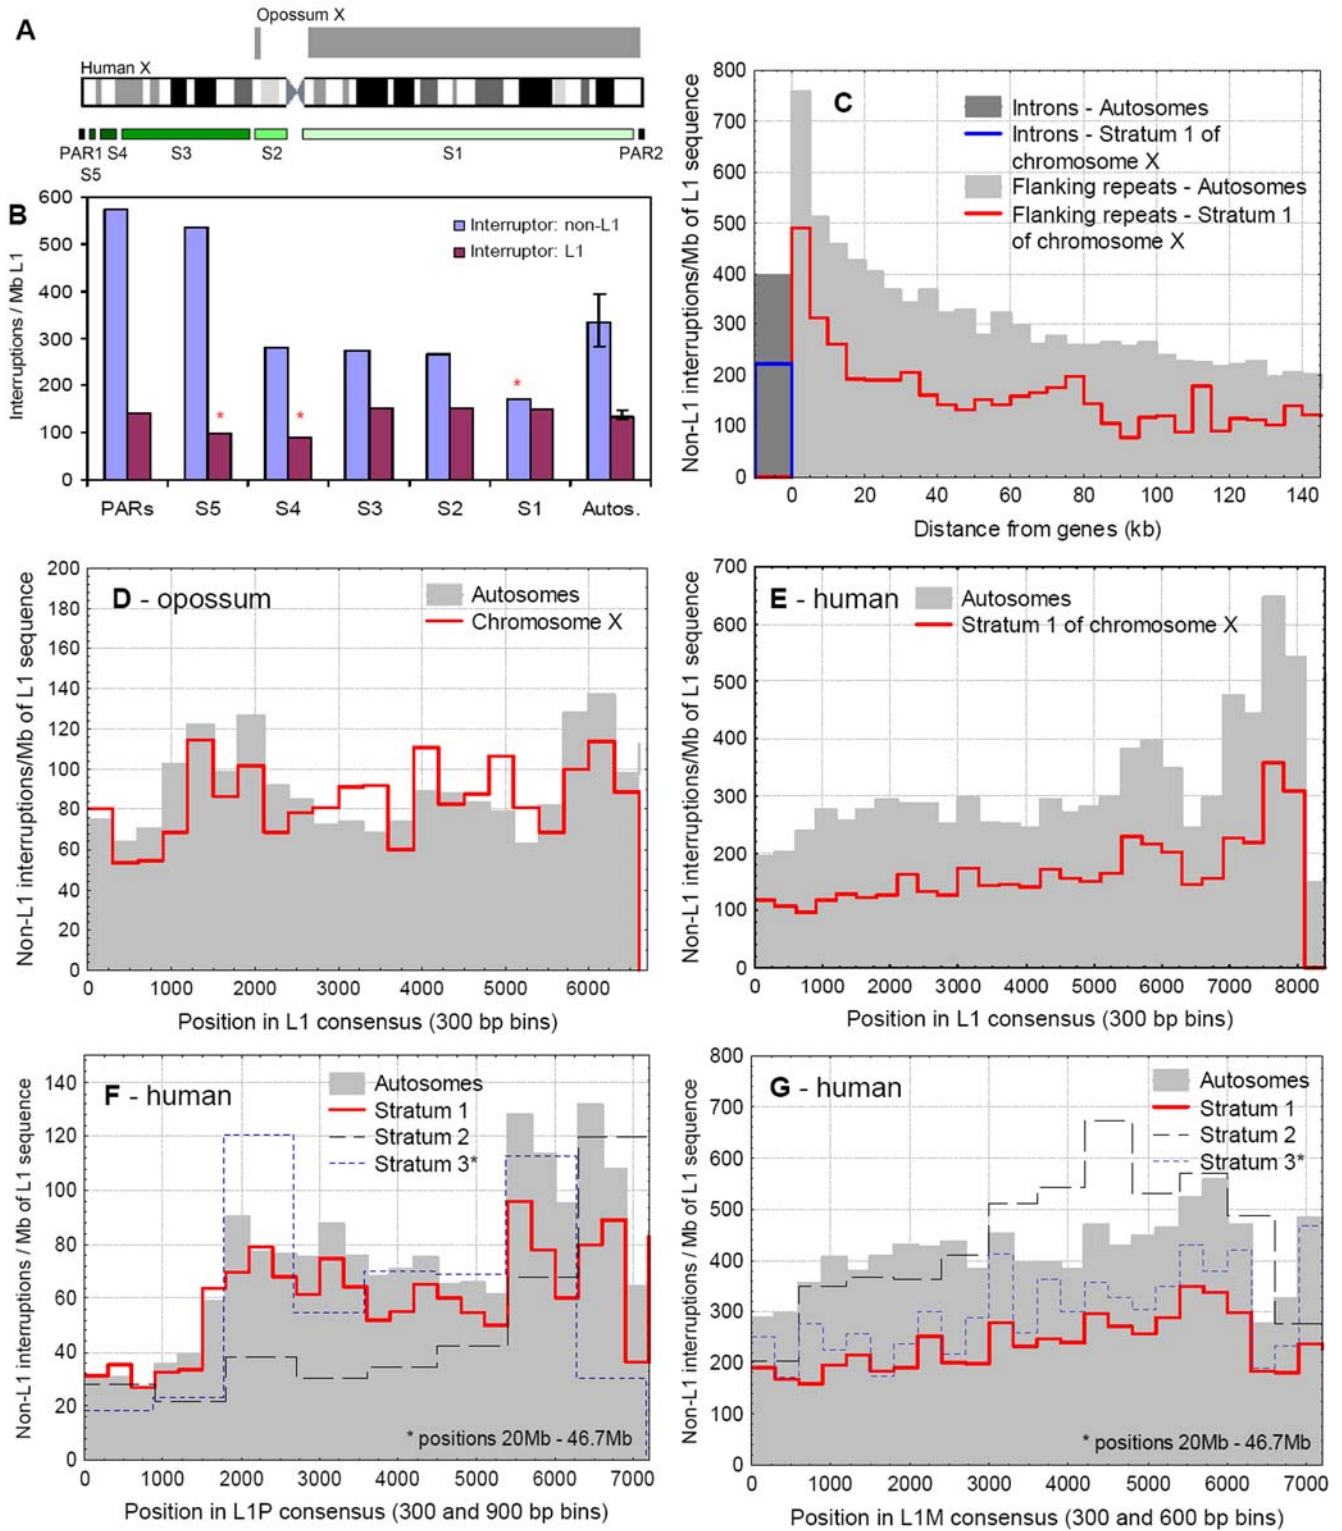 A
Opossum X
Human X
PAR1 S4 S3 S2 S1 PAR2
S5
B
Interruptions / Mb L1
600
500
400
300
200
100
0
Interruptor: non-L1
Interruptor: L1
*
*
*
PARs S5 S4 S3 S2 S1 Autos.
C
Non-L1 interruptions/Mb of L1 sequence
800
700
600
500
400
300
200
100
0
Introns - Autosomes
Introns - Stratum 1 of
chromosome X
Flanking repeats - Autosomes
Flanking repeats - Stratum 1
of chromosome X
0 20 40 60 80 100 120 140
Distance from genes (kb)
D - opossum
Non-L1 interruptions/Mb of L1 sequence
200
180
160
140
120
100
80
60
40
20
0
Autosomes
Chromosome X
0 1000 2000 3000 4000 5000 6000
Position in L1 consensus (300 bp bins)
E - human
Non-L1 interruptions/Mb of L1 sequence
700
600
500
400
300
200
100
0
Autosomes
Stratum 1 of chromosome X
0 1000 2000 3000 4000 5000 6000 7000 8000
Position in L1 consensus (300 bp bins)
F - human
Non-L1 interruptions / Mb of L1 sequence
140
120
100
80
60
40
20
0
Autosomes
Stratum 1
Stratum 2
Stratum 3*
* positions 20Mb - 46.7Mb
0 1000 2000 3000 4000 5000 6000 7000
Position in L1P consensus (300 and 900 bp bins)
G - human
Non-L1 interruptions / Mb of L1 sequence
800
700
600
500
400
300
200
100
0
Autosomes
Stratum 1
Stratum 2
Stratum 3*
* positions 20Mb - 46.7Mb
0 1000 2000 3000 4000 5000 6000 7000
Position in L1M consensus (300 and 600 bp bins)